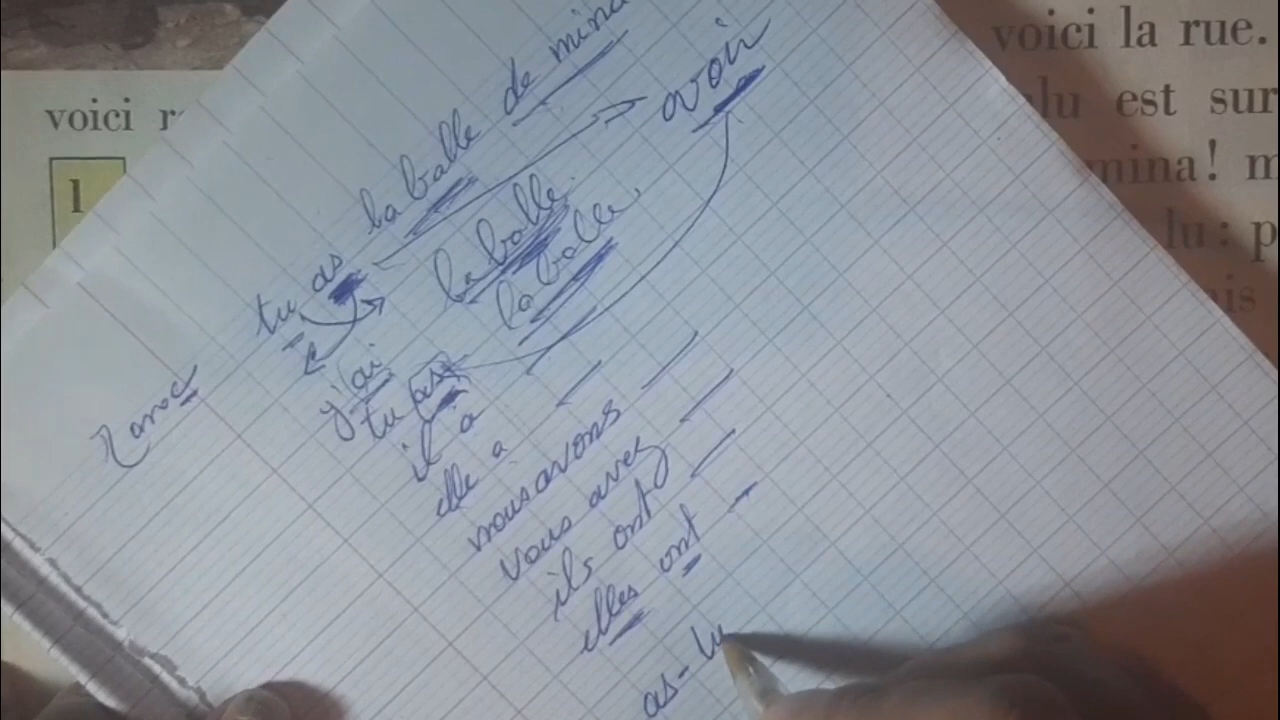 voici
voici la rue.
lu est sur
mina! m
lu: p
1
tu as la balle de mina
avoir
la balle
la balle
j'ai
tu as
il a
elle a
nous avons
vous avez
ils ont
elles ont
as-tu